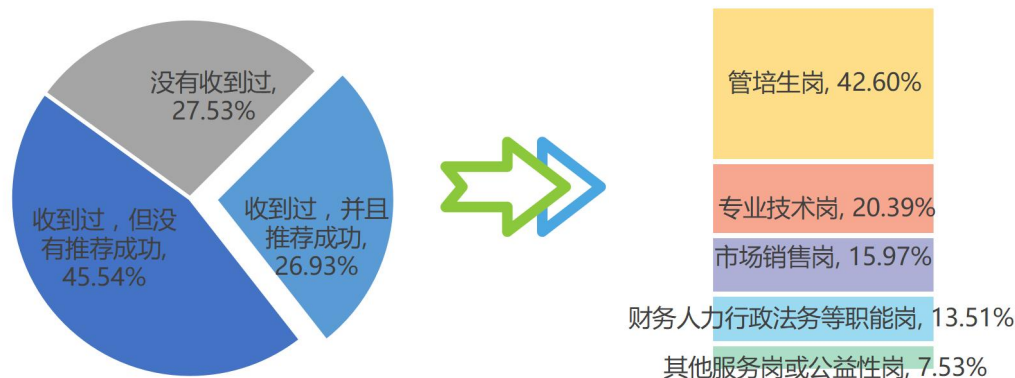 没有收到过,
27.53%
收到过，但没
有推荐成功,
45.54%
收到过，并且
推荐成功,
26.93%
管培生岗, 42.60%
专业技术岗, 20.39%
市场销售岗, 15.97%
财务人力行政法务等职能岗, 13.51%
其他服务岗或公益性岗, 7.53%